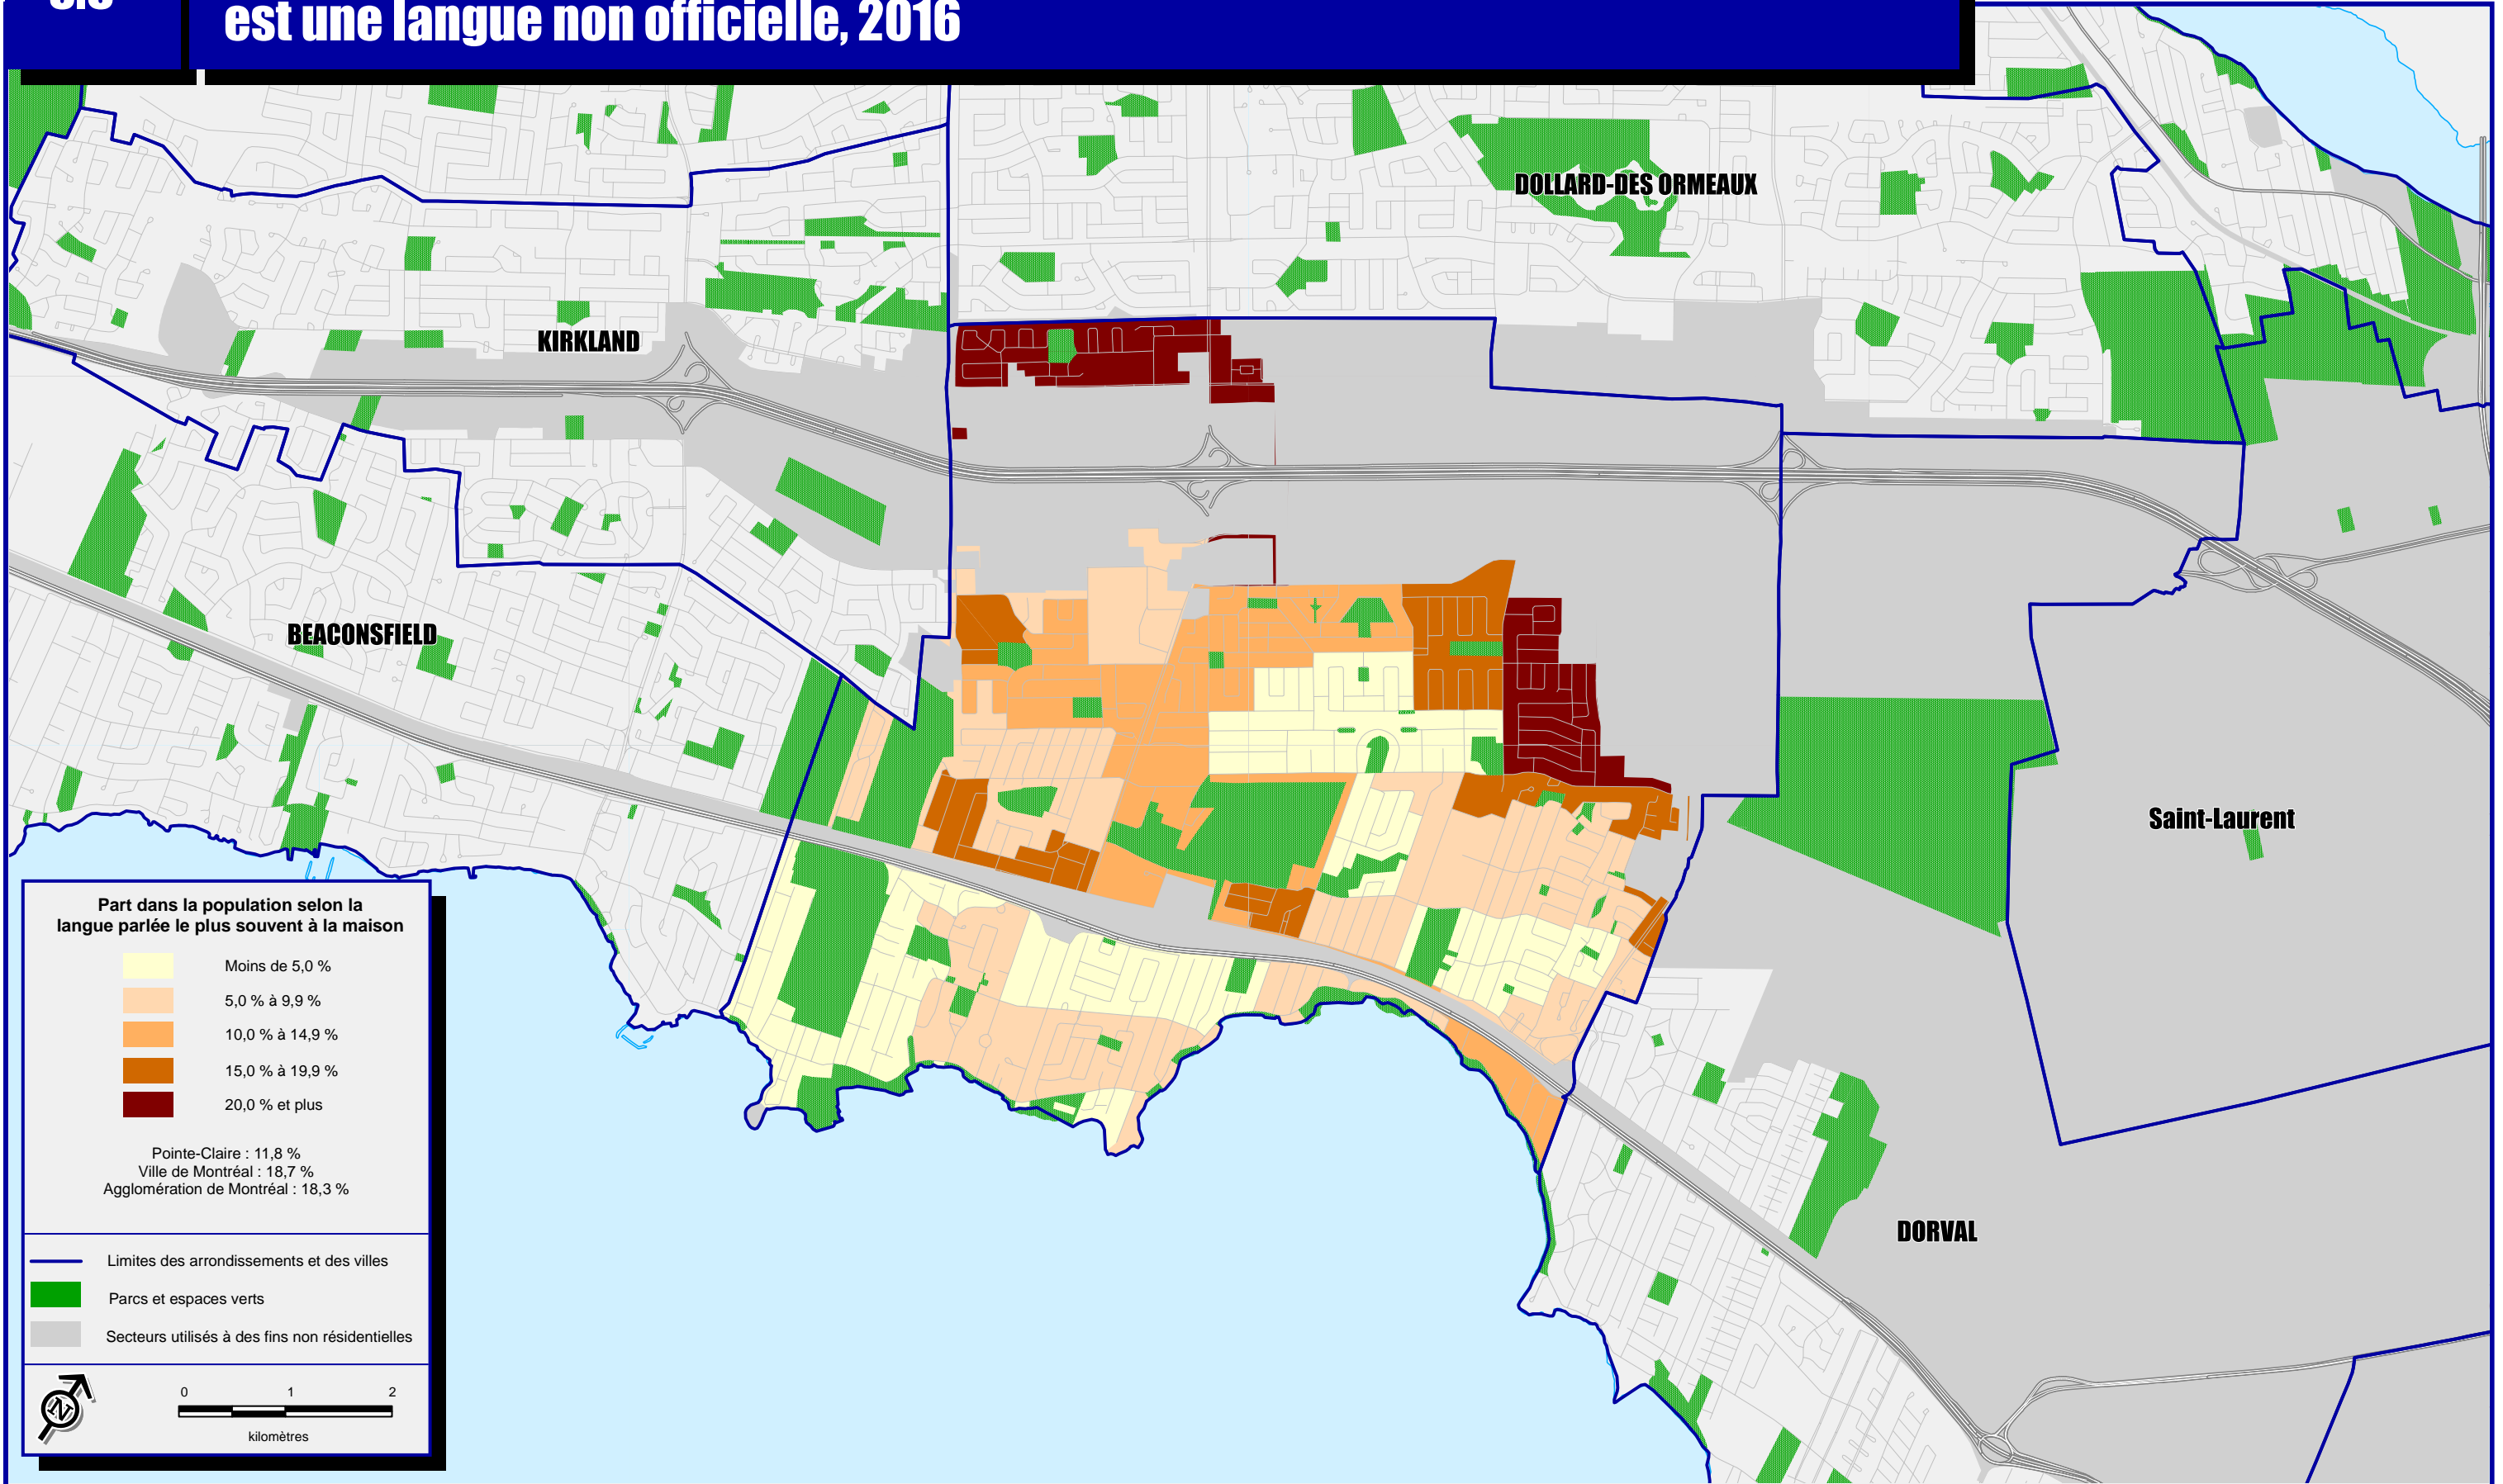 est une langue non officielle, 2016
DOLLARD-DES ORMEAUX
KIRKLAND
BEACONSFIELD
Saint-Laurent
DORVAL
Part dans la population selon la
langue parlée le plus souvent à la maison
Moins de 5,0 %
5,0 % à 9,9 %
10,0 % à 14,9 %
15,0 % à 19,9 %
20,0 % et plus
Pointe-Claire : 11,8 %
Ville de Montréal : 18,7 %
Agglomération de Montréal : 18,3 %
Limites des arrondissements et des villes
Parcs et espaces verts
Secteurs utilisés à des fins non résidentielles
N
0 1 2
kilomètres